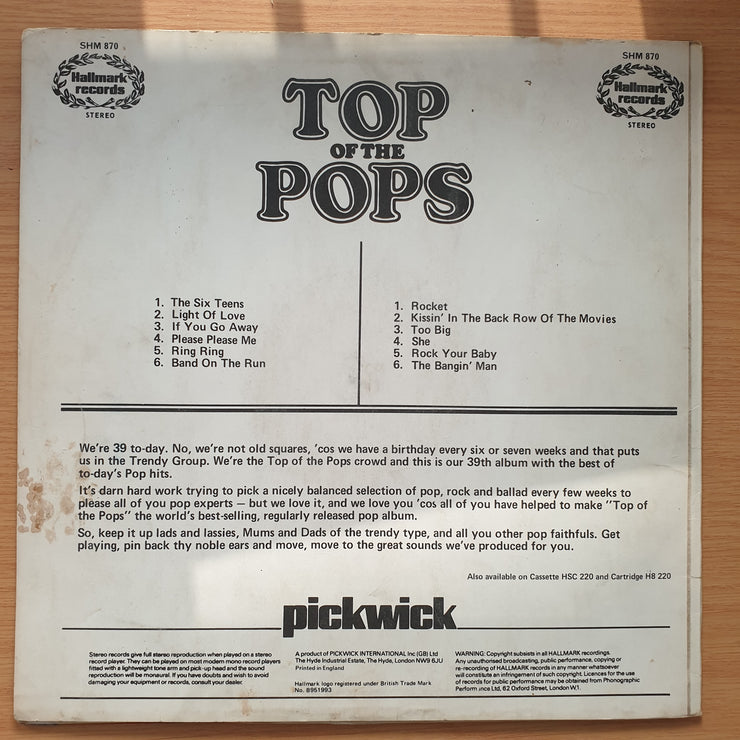 SHM 870
Hallmark
records
STEREO
SHM 870
Hallmark
records
STEREO
TOP
OF THE
POPS
1. The Six Teens
2. Light Of Love
3. If You Go Away
4. Please Please Me
5. Ring Ring
6. Band On The Run
1. Rocket
2. Kissin' In The Back Row Of The Movies
3. Too Big
4. She
5. Rock Your Baby
6. The Bangin' Man
We're 39 to-day. No, we're not old squares, 'cos we have a birthday every six or seven weeks and that puts
us in the Trendy Group. We're the Top of the Pops crowd and this is our 39th album with the best of
to-day's Pop hits.
It's darn hard work trying to pick a nicely balanced selection of pop, rock and ballad every few weeks to
please all of you pop experts — but we love it, and we love you 'cos all of you have helped to make "Top of
the Pops" the world's best-selling, regularly released pop album.
So, keep it up lads and lassies, Mums and Dads of the trendy type, and all you other pop faithfuls. Get
playing, pin back thy noble ears and move, move to the great sounds we've produced for you.
Also available on Cassette HSC 220 and Cartridge H8 220
pickwick
Stereo records give full stereo reproduction when played on a stereo
record player. They can be played on most modern mono record players
fitted with a lightweight tone arm and pick-up head and the sound
reproduction will be monaural. If you have doubts and wish to avoid
damaging your equipment or records, consult your dealer.
A product of PICKWICK INTERNATIONAL Inc (GB) Ltd
The Hyde Industrial Estate, The Hyde, London NW9 6JU
Printed in England
Hallmark logo registered under British Trade Mark
No. B951993
WARNING: Copyright subsists in all HALLMARK recordings.
Any unauthorised broadcasting, public performance, copying or
re-recording of HALLMARK records in any manner whatsoever
will constitute an infringement of such copyright. Licences for the use
of records for public performance may be obtained from Phonographic
Performance Ltd, 62 Oxford Street, London W1.